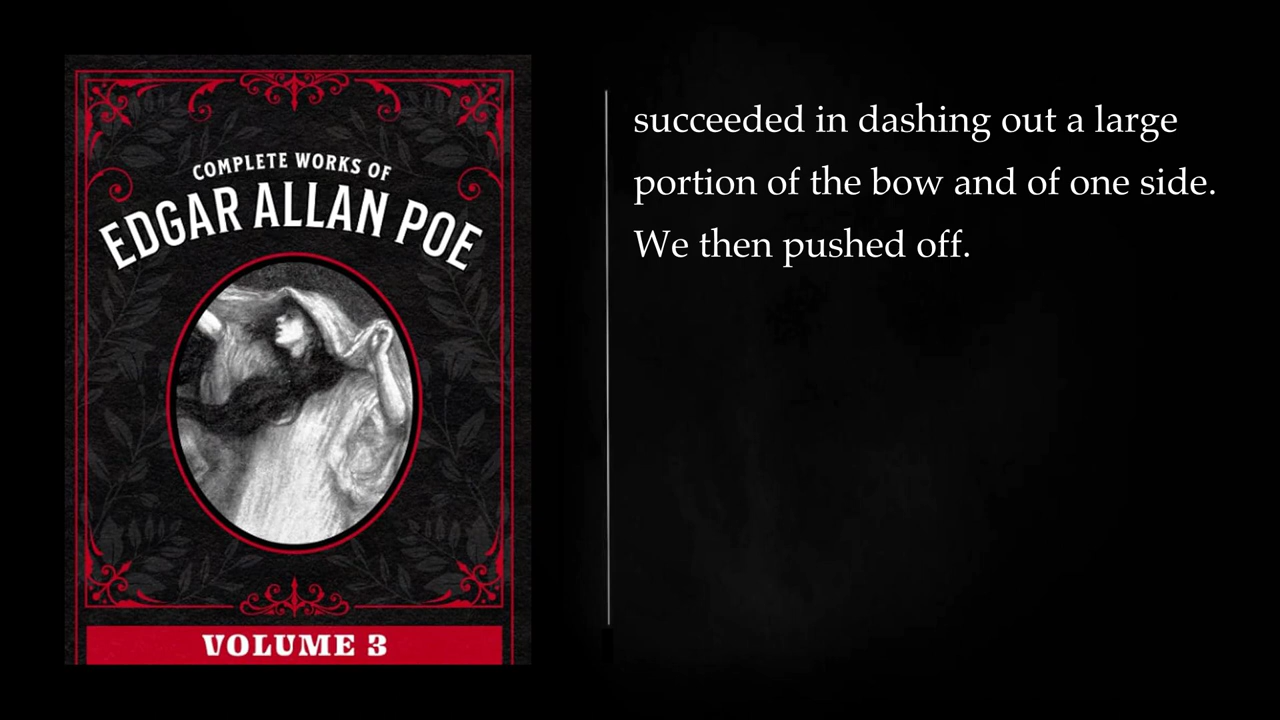 COMPLETE WORKS OF
EDGAR ALLAN POE
VOLUME 3
succeeded in dashing out a large
portion of the bow and of one side.
We then pushed off.